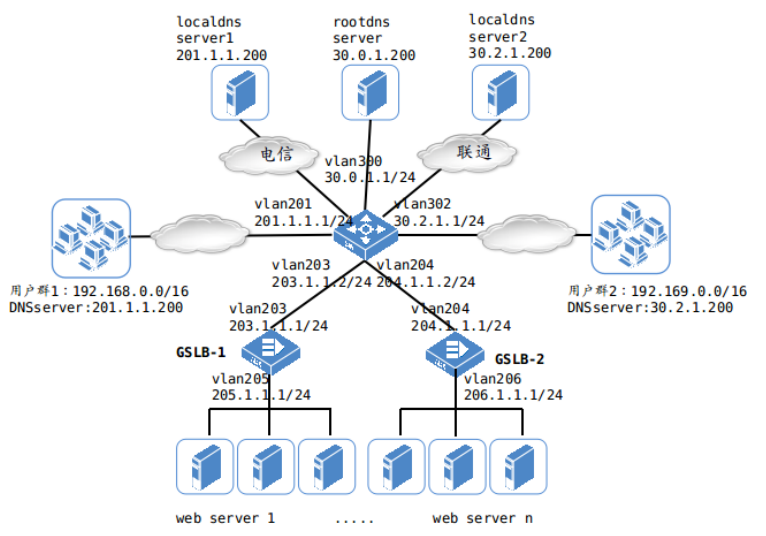 localdns
server1
201.1.1.200
rootdns
server
30.0.1.200
localdns
server2
30.2.1.200
电信
联通
vlan300
30.0.1.1/24
vlan201
201.1.1.1/24
vlan302
30.2.1.1/24
用户群1：192.168.0.0/16
DNSserver:201.1.1.200
vlan203
203.1.1.2/24
vlan204
204.1.1.2/24
用户群2：192.169.0.0/16
DNSserver:30.2.1.200
vlan203
203.1.1.1/24
vlan204
204.1.1.1/24
GSLB-1
GSLB-2
vlan205
205.1.1.1/24
vlan206
206.1.1.1/24
web server 1
.....
web server n